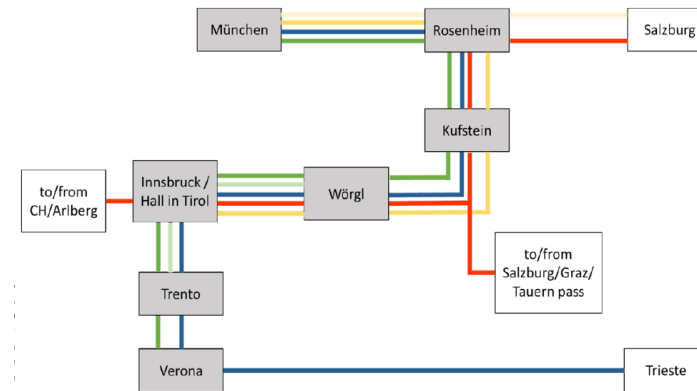 München
Rosenheim
Salzburg
Kufstein
to/from
CH/Arlberg
Innsbruck /
Hall in Tirol
Wörgl
to/from
Salzburg/Graz/
Tauern pass
Trento
Verona
Trieste